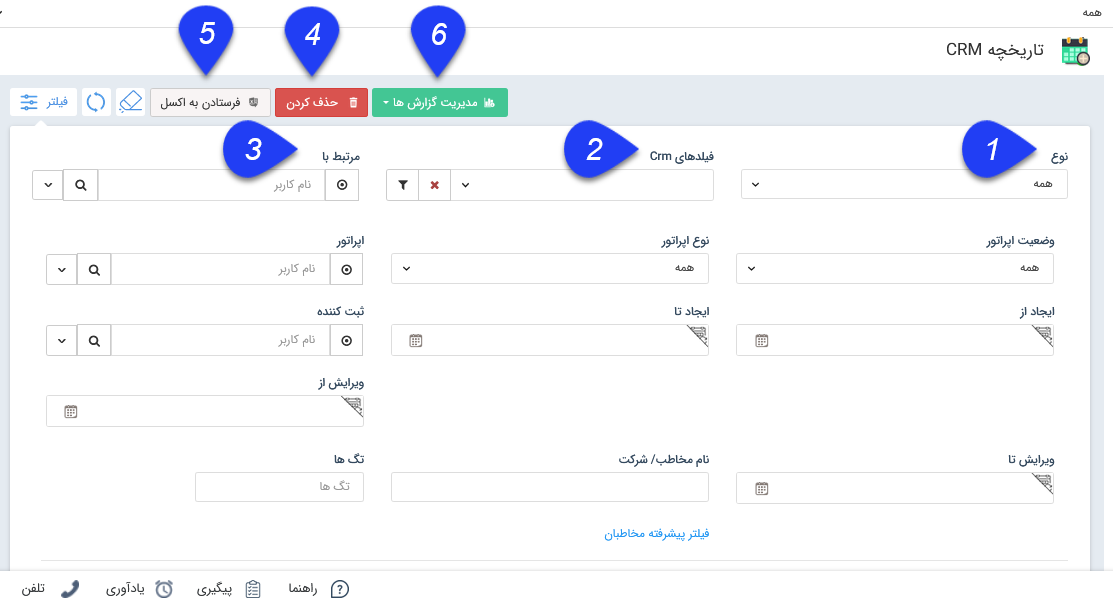 همه
تاریخچه CRM
6
4
5
مدیریت گزارش ها
حذف کردن
فرستادن به اکسل
فیلتر
1
2
3
نوع
فیلدهای Crm
مرتبط با
همه
نام کاربر
وضعیت اپراتور
نوع اپراتور
اپراتور
همه
همه
نام کاربر
ایجاد از
ایجاد تا
ثبت کننده
نام کاربر
ویرایش از
ویرایش تا
نام مخاطب/ شرکت
تگ ها
تگ ها
فیلتر پیشرفته مخاطبان
راهنما
پیگیری
یادآوری
تلفن